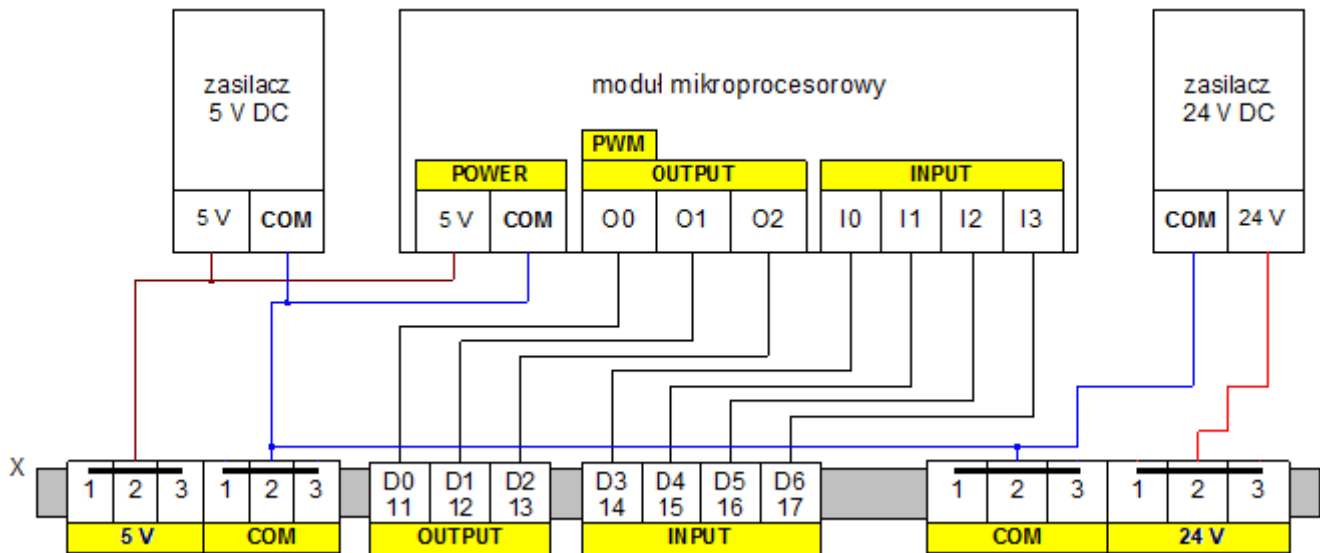 zasilacz
5 V DC
moduł mikroprocesorowy
zasilacz
24 V DC
PWM
POWER OUTPUT INPUT
5 V COM 5 V COM O0 O1 O2 I0 I1 I2 I3 COM 24 V
X
1 2 3 1 2 3 D0 D1 D2 D3 D4 D5 D6 1 2 3 1 2 3
11 12 13 14 15 16 17
5 V COM OUTPUT INPUT COM 24 V